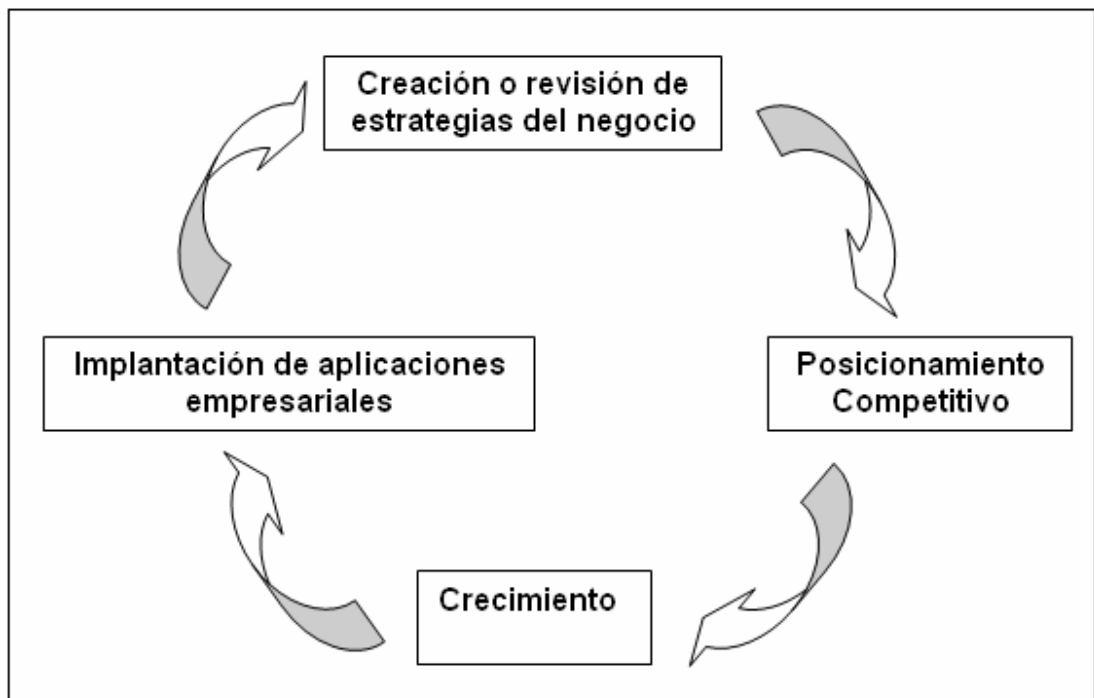 Creación o revisión de
estrategias del negocio
Implantación de aplicaciones
empresariales
Posicionamiento
Competitivo
Crecimiento